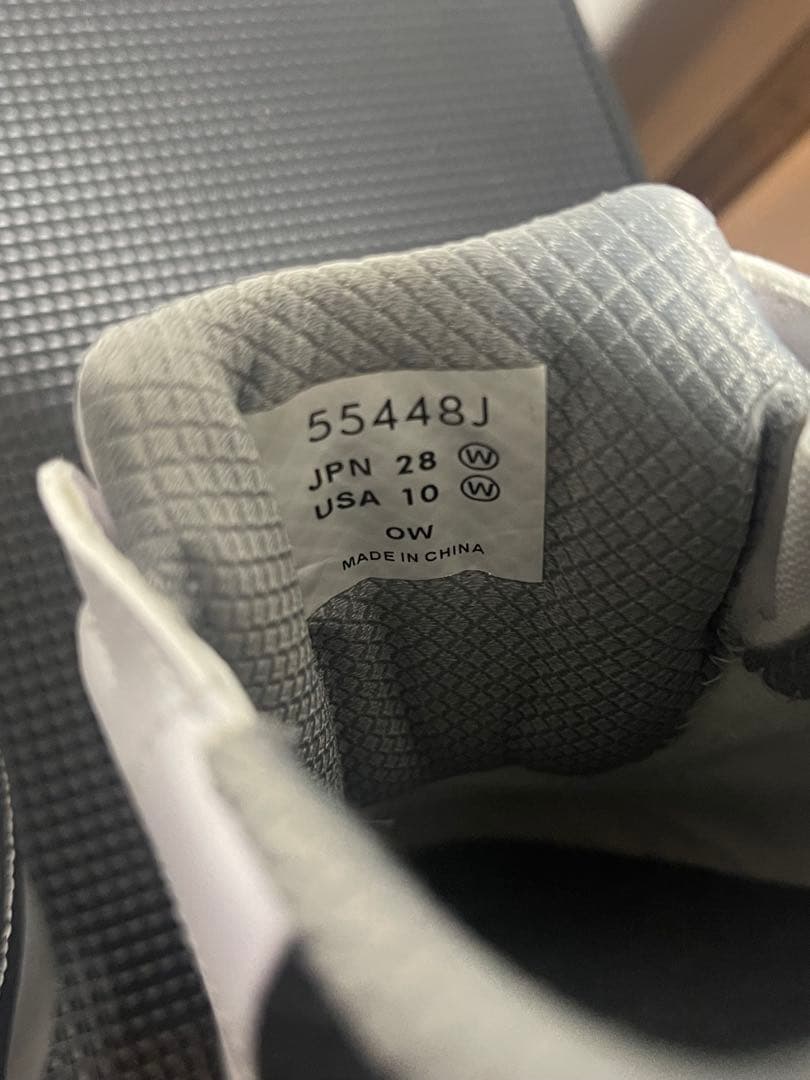 55448J
JPN 28 Ⓦ
USA 10 Ⓦ
OW
MADE IN CHINA